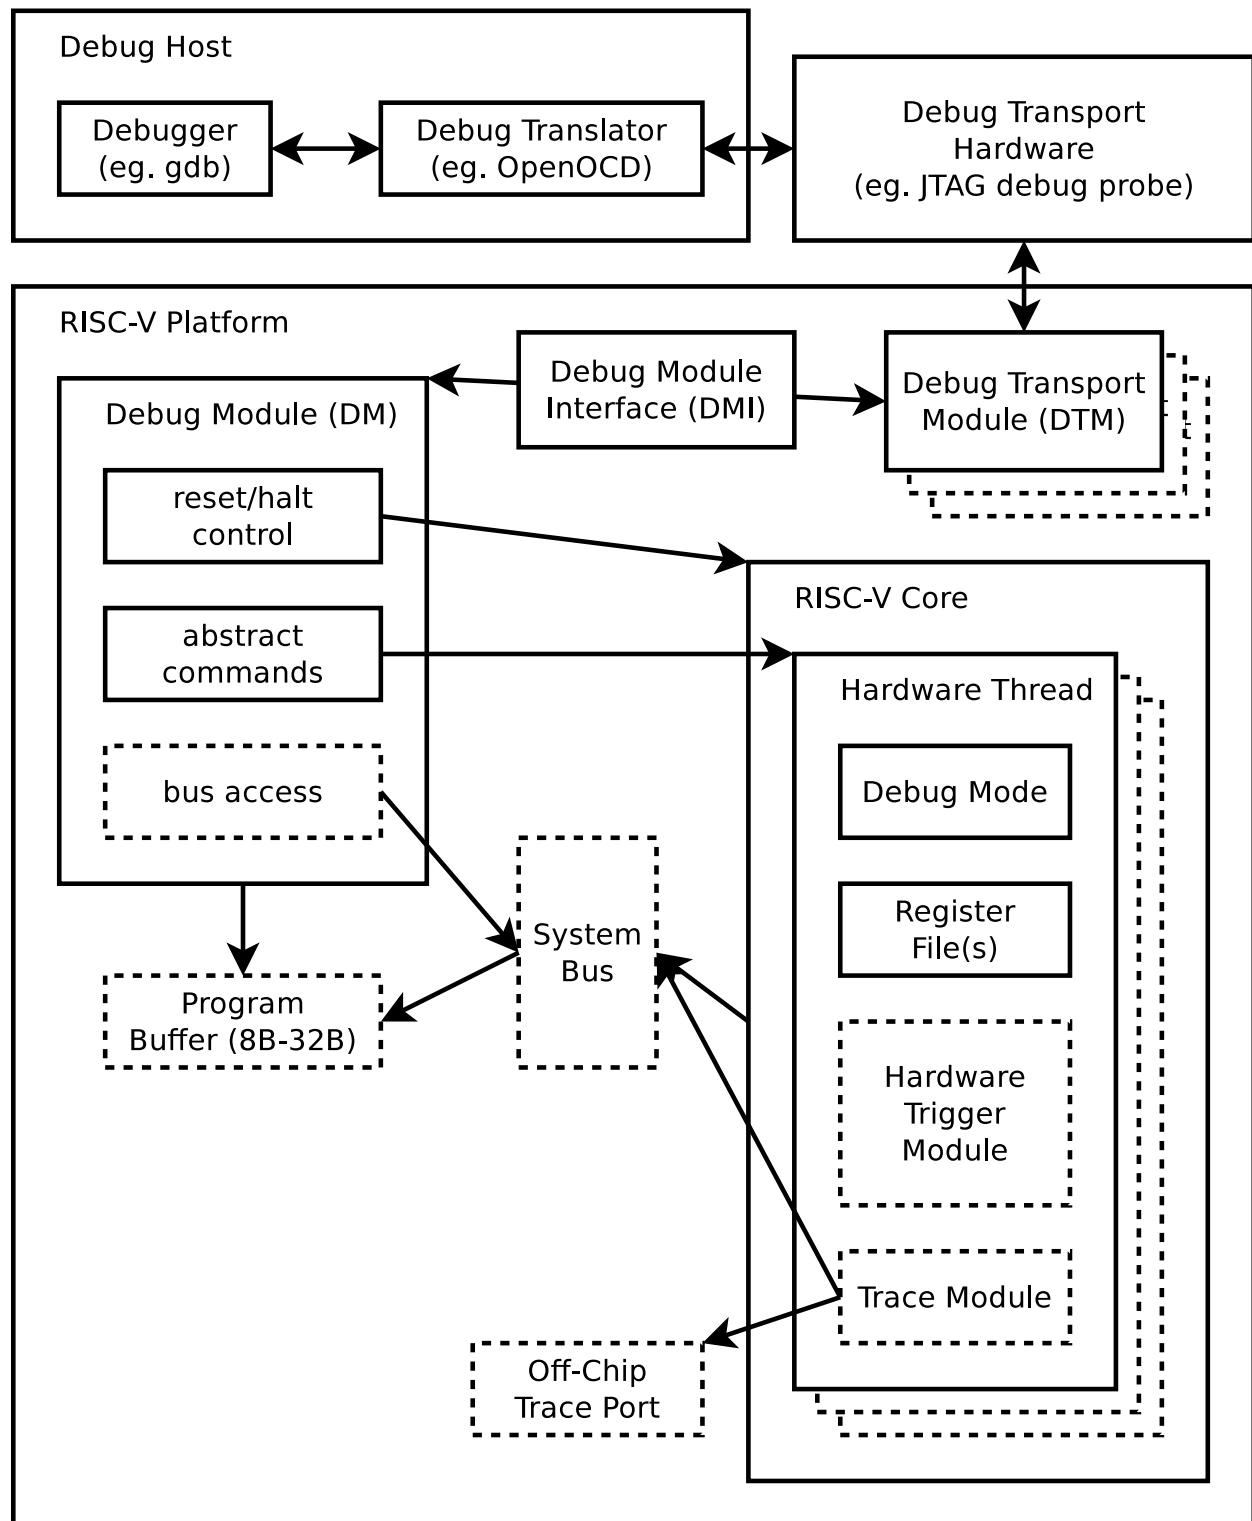 Debug Host
Debugger
(eg. gdb)
Debug Translator
(eg. OpenOCD)
Debug Transport
Hardware
(eg. JTAG debug probe)
RISC-V Platform
Debug Module
Interface (DMI)
Debug Transport
Module (DTM)
Debug Module (DM)
reset/halt
control
abstract
commands
bus access
RISC-V Core
Hardware Thread
Debug Mode
Register
File(s)
Hardware
Trigger
Module
Trace Module
System
Bus
Program
Buffer (8B-32B)
Off-Chip
Trace Port